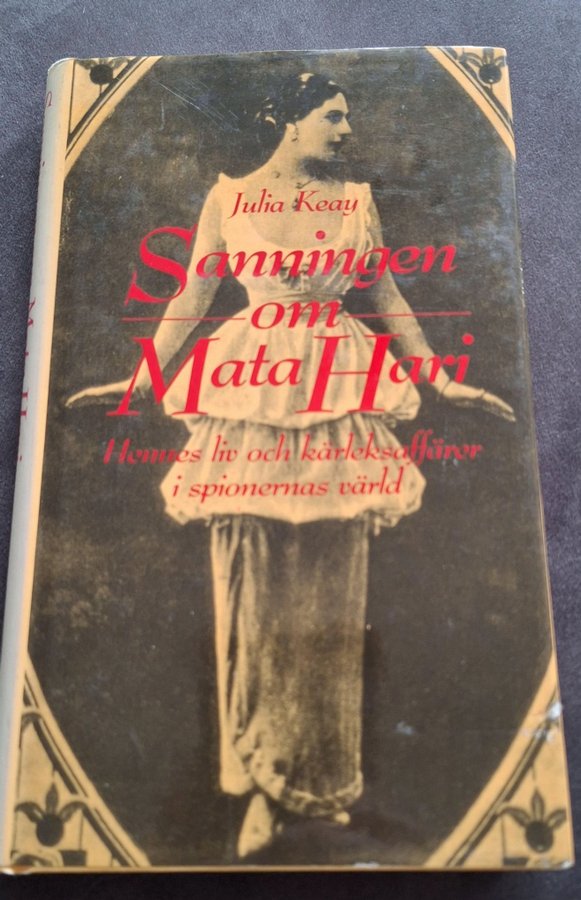 Julia Keay
Sanningen
om
Mata Hari
Hennes liv och kärleksaffärer
i spionernas värld